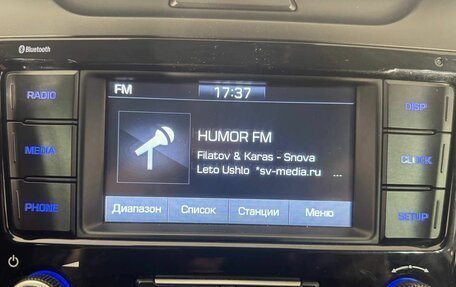 Bluetooth
RADIO
FM
17:37
DISP
HUMOR FM
MEDIA
Filatov & Karas - Snova
CLOCK
Leto Ushlo *sv-media.ru ...
Диапазон Список Станции Меню
PHONE
SETUP